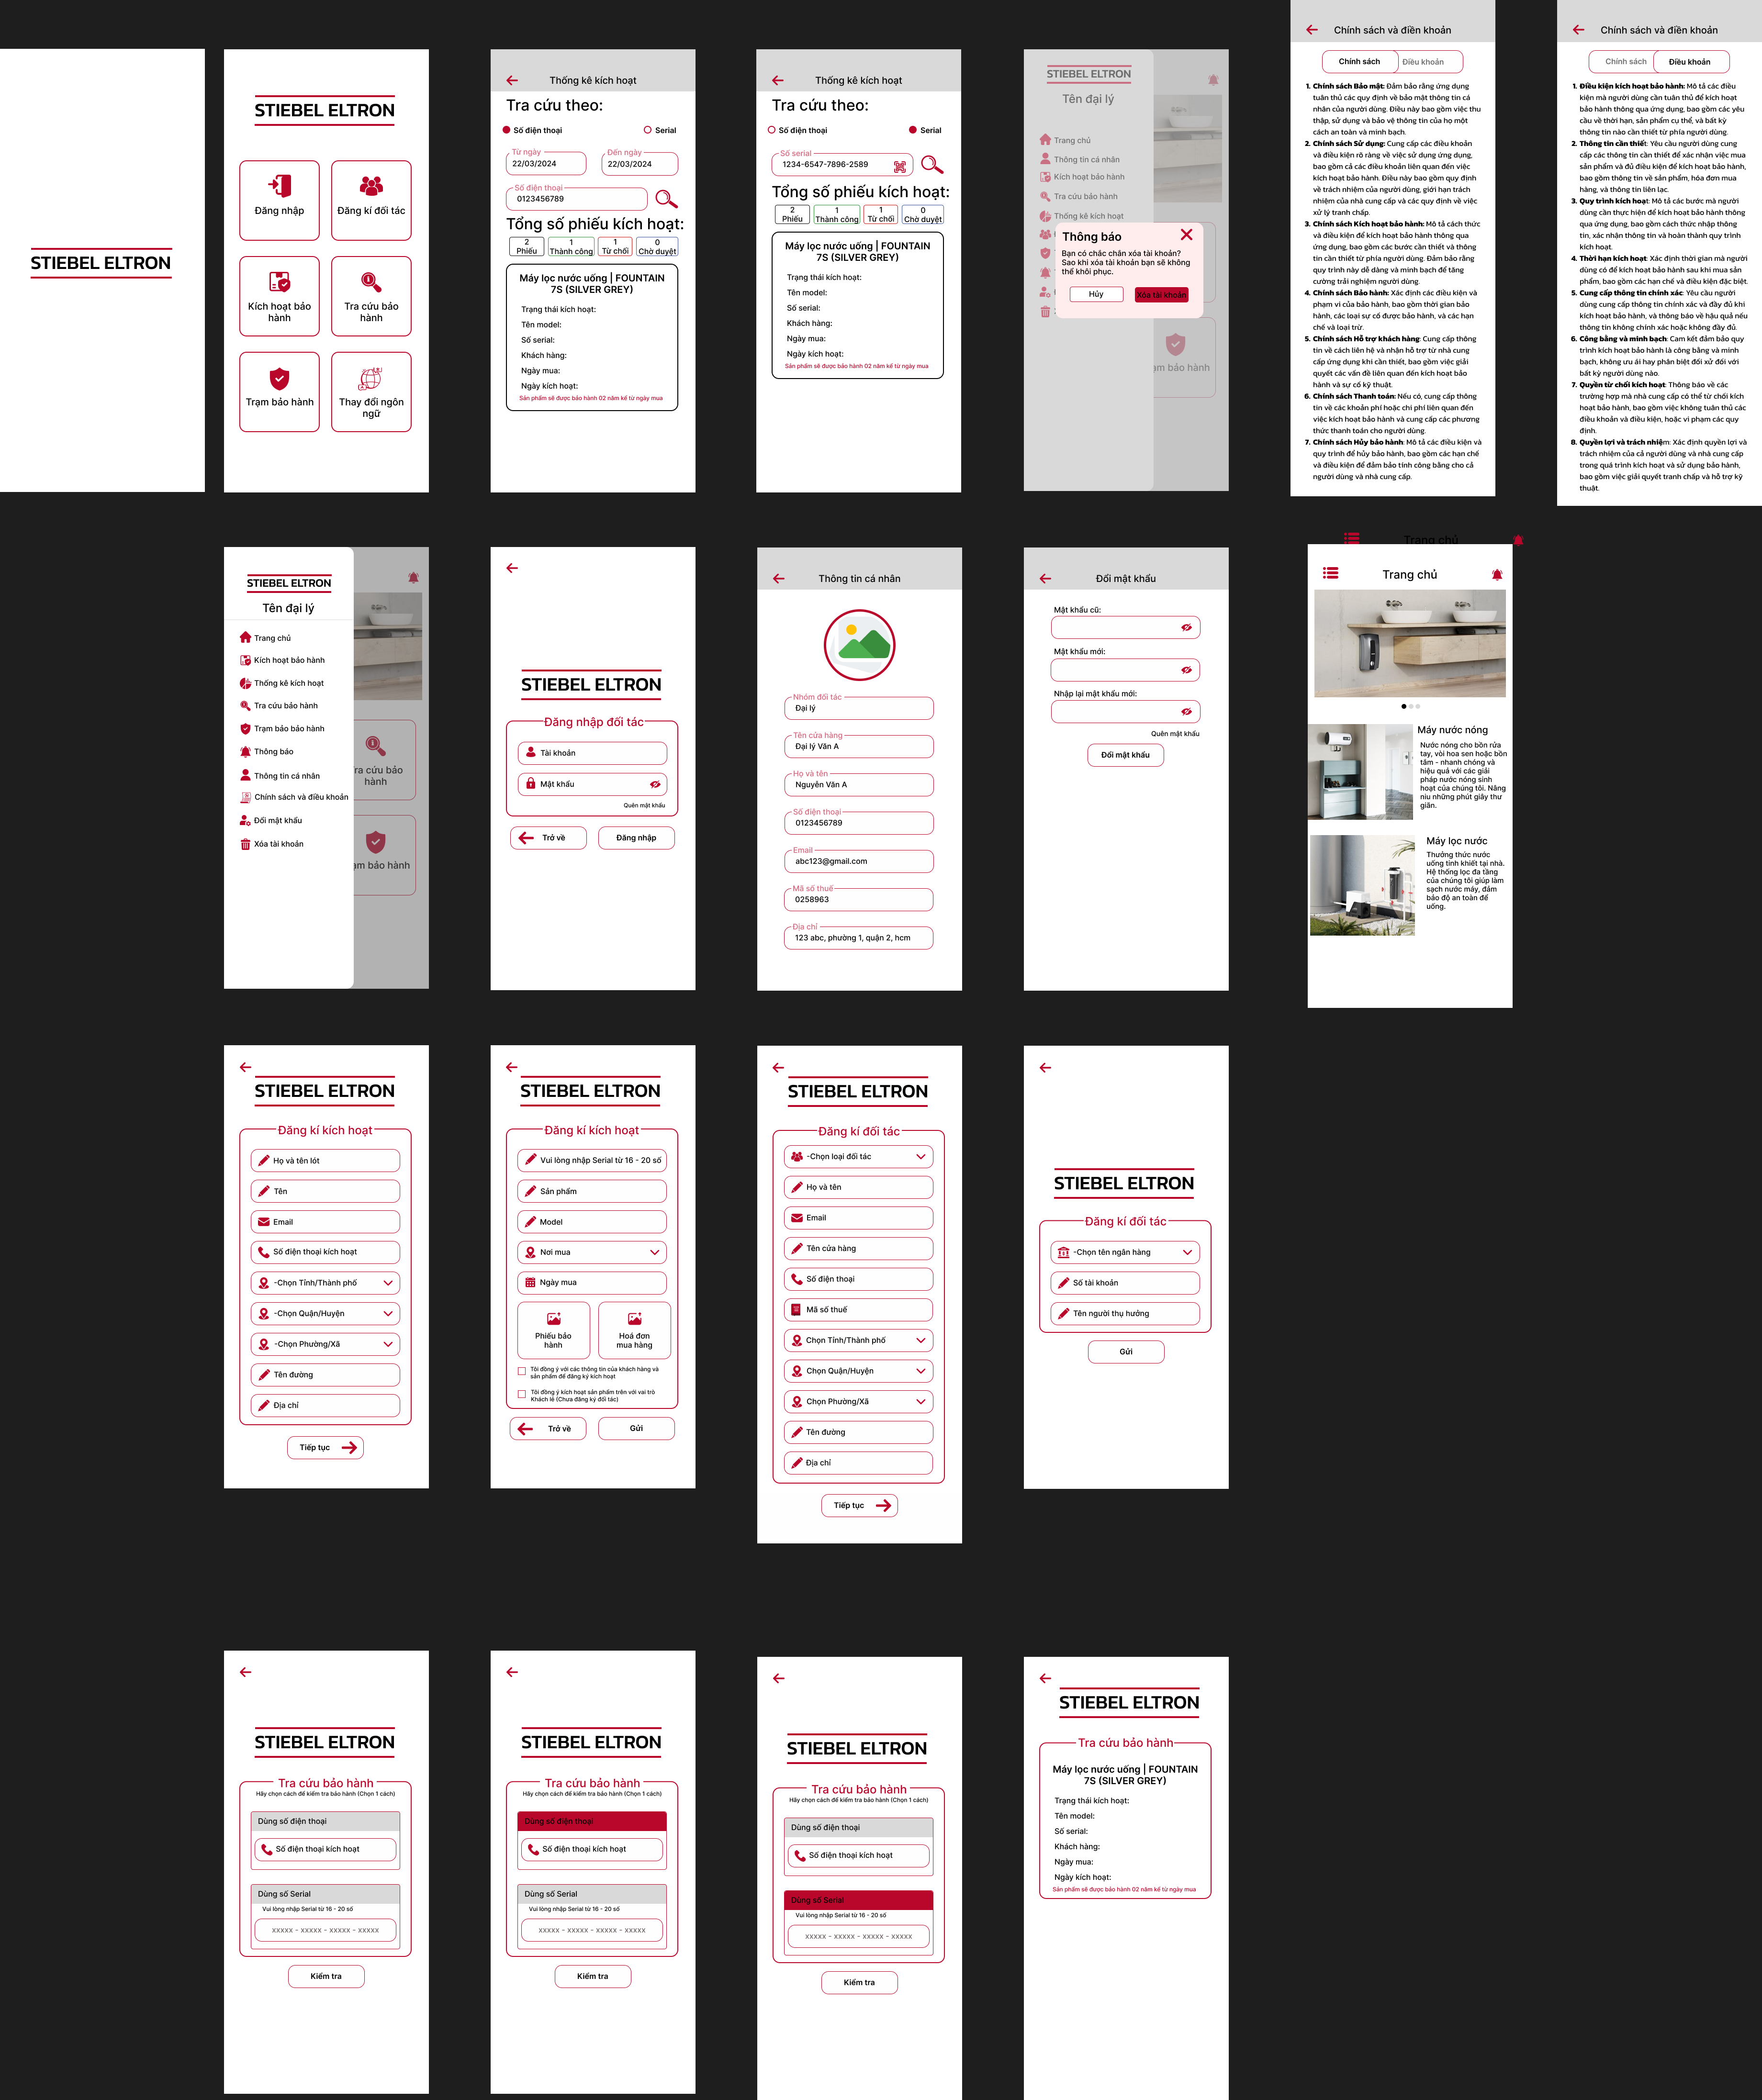 STIEBEL ELTRON
STIEBEL ELTRON
Đăng nhập
Đăng kí đối tác
Kích hoạt bảo
hành
Tra cứu bảo
hành
Trạm bảo hành
Thay đổi ngôn
ngữ
Thống kê kích hoạt
Tra cứu theo:
Số điện thoại
Serial
Từ ngày
22/03/2024
Đến ngày
22/03/2024
Số điện thoại
0123456789
Tổng số phiếu kích hoạt:
2
Phiếu
1
Thành công
1
Từ chối
0
Chờ duyệt
Máy lọc nước uống | FOUNTAIN
7S (SILVER GREY)
Trạng thái kích hoạt:
Tên model:
Số serial:
Khách hàng:
Ngày mua:
Ngày kích hoạt:
Sản phẩm sẽ được bảo hành 02 năm kể từ ngày mua
Thống kê kích hoạt
Tra cứu theo:
Số điện thoại
Serial
Số serial
1234-6547-7896-2589
Tổng số phiếu kích hoạt:
2
Phiếu
1
Thành công
1
Từ chối
0
Chờ duyệt
Máy lọc nước uống | FOUNTAIN
7S (SILVER GREY)
Trạng thái kích hoạt:
Tên model:
Số serial:
Khách hàng:
Ngày mua:
Ngày kích hoạt:
Sản phẩm sẽ được bảo hành 02 năm kể từ ngày mua
STIEBEL ELTRON
Tên đại lý
Trang chủ
Thông tin cá nhân
Kích hoạt bảo hành
Tra cứu bảo hành
Thống kê kích hoạt
Thông báo
Bạn có chắc chắn xóa tài khoản?
Sao khi xóa tài khoản bạn sẽ không
thể khôi phục.
Hủy
Xóa tài khoản
ạm bảo hành
Chính sách và điền khoản
Chính sách
Điều khoản
1. Chính sách Bảo mật: Đảm bảo rằng ứng dụng
tuân thủ các quy định về bảo mật thông tin cá
nhân của người dùng. Điều này bao gồm việc thu
thập, sử dụng và bảo vệ thông tin của họ một
cách an toàn và minh bạch.
2. Chính sách Sử dụng: Cung cấp các điều khoản
và điều kiện rõ ràng về việc sử dụng ứng dụng,
bao gồm cả các điều khoản liên quan đến việc
kích hoạt bảo hành. Điều này bao gồm quy định
về trách nhiệm của người dùng, giới hạn trách
nhiệm của nhà cung cấp và các quy định về việc
xử lý tranh chấp.
3. Chính sách Kích hoạt bảo hành: Mô tả cách thức
và điều kiện để kích hoạt bảo hành thông qua
ứng dụng, bao gồm các bước cần thiết và thông
tin cần thiết từ phía người dùng. Đảm bảo rằng
quy trình này dễ dàng và minh bạch để tăng
cường trải nghiệm người dùng.
4. Chính sách Bảo hành: Xác định các điều kiện và
phạm vi của bảo hành, bao gồm thời gian bảo
hành, các loại sự cố được bảo hành, và các hạn
chế và loại trừ.
5. Chính sách Hỗ trợ khách hàng: Cung cấp thông
tin về cách liên hệ và nhận hỗ trợ từ nhà cung
cấp ứng dụng khi cần thiết, bao gồm việc giải
quyết các vấn đề liên quan đến kích hoạt bảo
hành và sự cố kỹ thuật.
6. Chính sách Thanh toán: Nếu có, cung cấp thông
tin về các khoản phí hoặc chi phí liên quan đến
việc kích hoạt bảo hành và cung cấp các phương
thức thanh toán cho người dùng.
7. Chính sách Hủy bảo hành: Mô tả các điều kiện và
quy trình để hủy bảo hành, bao gồm các hạn chế
và điều kiện để đảm bảo tính công bằng cho cả
người dùng và nhà cung cấp.
Chính sách và điền khoản
Chính sách
Điều khoản
1. Điều kiện kích hoạt bảo hành: Mô tả các điều
kiện mà người dùng cần tuân thủ để kích hoạt
bảo hành thông qua ứng dụng, bao gồm các yêu
cầu về thời hạn, sản phẩm cụ thể, và bất kỳ
thông tin nào cần thiết từ phía người dùng.
2. Thông tin cần thiết: Yêu cầu người dùng cung
cấp các thông tin cần thiết để xác nhận việc mua
sản phẩm và đủ điều kiện để kích hoạt bảo hành,
bao gồm thông tin về sản phẩm, hóa đơn mua
hàng, và thông tin liên lạc.
3. Quy trình kích hoạt: Mô tả các bước mà người
dùng cần thực hiện để kích hoạt bảo hành thông
qua ứng dụng, bao gồm cách thức nhập thông
tin, xác nhận thông tin và hoàn thành quy trình
kích hoạt.
4. Thời hạn kích hoạt: Xác định thời gian mà người
dùng có để kích hoạt bảo hành sau khi mua sản
phẩm, bao gồm các hạn chế và điều kiện đặc biệt.
5. Cung cấp thông tin chính xác: Yêu cầu người
dùng cung cấp thông tin chính xác và đầy đủ khi
kích hoạt bảo hành, và thông báo về hậu quả nếu
thông tin không chính xác hoặc không đầy đủ.
6. Công bằng và minh bạch: Cam kết đảm bảo quy
trình kích hoạt bảo hành là công bằng và minh
bạch, không ưu ái hay phân biệt đối xử đối với
bất kỳ người dùng nào.
7. Quyền từ chối kích hoạt: Thông báo về các
trường hợp mà nhà cung cấp có thể từ chối kích
hoạt bảo hành, bao gồm việc không tuân thủ các
điều khoản và điều kiện, hoặc vi phạm các quy
định.
8. Quyền lợi và trách nhiệm: Xác định quyền lợi và
trách nhiệm của cả người dùng và nhà cung cấp
trong quá trình kích hoạt và sử dụng bảo hành,
bao gồm việc giải quyết tranh chấp và hỗ trợ kỹ
thuật.
STIEBEL ELTRON
Tên đại lý
Trang chủ
Kích hoạt bảo hành
Thống kê kích hoạt
Tra cứu bảo hành
Trạm bảo bảo hành
Thông báo
Thông tin cá nhân
Chính sách và điều khoản
Đổi mật khẩu
Xóa tài khoản
ra cứu bảo
hành
ạm bảo hành
STIEBEL ELTRON
Đăng nhập đối tác
Tài khoản
Mật khẩu
Quên mật khẩu
Trở về
Đăng nhập
Thông tin cá nhân
Nhóm đối tác
Đại lý
Tên cửa hàng
Đại lý Văn A
Họ và tên
Nguyễn Văn A
Số điện thoại
0123456789
Email
abc123@gmail.com
Mã số thuế
0258963
Địa chỉ
123 abc, phường 1, quận 2, hcm
Đổi mật khẩu
Mật khẩu cũ:
Mật khẩu mới:
Nhập lại mật khẩu mới:
Quên mật khẩu
Đổi mật khẩu
Trang chủ
Trang chủ
Máy nước nóng
Nước nóng cho bồn rửa
tay, vòi hoa sen hoặc bồn
tắm - nhanh chóng và
hiệu quả với các giải
pháp nước nóng sinh
hoạt của chúng tôi. Nâng
niu những phút giây thư
giãn.
Máy lọc nước
Thưởng thức nước
uống tinh khiết tại nhà.
Hệ thống lọc đa tầng
của chúng tôi giúp làm
sạch nước máy, đảm
bảo độ an toàn để
uống.
STIEBEL ELTRON
Đăng kí kích hoạt
Họ và tên lót
Tên
Email
Số điện thoại kích hoạt
-Chọn Tỉnh/Thành phố
-Chọn Quận/Huyện
-Chọn Phường/Xã
Tên đường
Địa chỉ
Tiếp tục
STIEBEL ELTRON
Đăng kí kích hoạt
Vui lòng nhập Serial từ 16 - 20 số
Sản phẩm
Model
Nơi mua
Ngày mua
Phiếu bảo
hành
Hoá đơn
mua hàng
Tôi đồng ý với các thông tin của khách hàng và
sản phẩm để đăng ký kích hoạt
Tôi đồng ý kích hoạt sản phẩm trên với vai trò
Khách lẻ (Chưa đăng ký đối tác)
Trở về
Gửi
STIEBEL ELTRON
Đăng kí đối tác
-Chọn loại đối tác
Họ và tên
Email
Tên cửa hàng
Số điện thoại
Mã số thuế
Chọn Tỉnh/Thành phố
Chọn Quận/Huyện
Chọn Phường/Xã
Tên đường
Địa chỉ
Tiếp tục
STIEBEL ELTRON
Đăng kí đối tác
-Chọn tên ngân hàng
Số tài khoản
Tên người thụ hưởng
Gửi
STIEBEL ELTRON
Tra cứu bảo hành
Hãy chọn cách để kiểm tra bảo hành (Chọn 1 cách)
Dùng số điện thoại
Số điện thoại kích hoạt
Dùng số Serial
Vui lòng nhập Serial từ 16 - 20 số
xxxxx - xxxxx - xxxxx - xxxxx
Kiểm tra
STIEBEL ELTRON
Tra cứu bảo hành
Hãy chọn cách để kiểm tra bảo hành (Chọn 1 cách)
Dùng số điện thoại
Số điện thoại kích hoạt
Dùng số Serial
Vui lòng nhập Serial từ 16 - 20 số
xxxxx - xxxxx - xxxxx - xxxxx
Kiểm tra
STIEBEL ELTRON
Tra cứu bảo hành
Hãy chọn cách để kiểm tra bảo hành (Chọn 1 cách)
Dùng số điện thoại
Số điện thoại kích hoạt
Dùng số Serial
Vui lòng nhập Serial từ 16 - 20 số
xxxxx - xxxxx - xxxxx - xxxxx
Kiểm tra
STIEBEL ELTRON
Tra cứu bảo hành
Máy lọc nước uống | FOUNTAIN
7S (SILVER GREY)
Trạng thái kích hoạt:
Tên model:
Số serial:
Khách hàng:
Ngày mua:
Ngày kích hoạt:
Sản phẩm sẽ được bảo hành 02 năm kể từ ngày mua